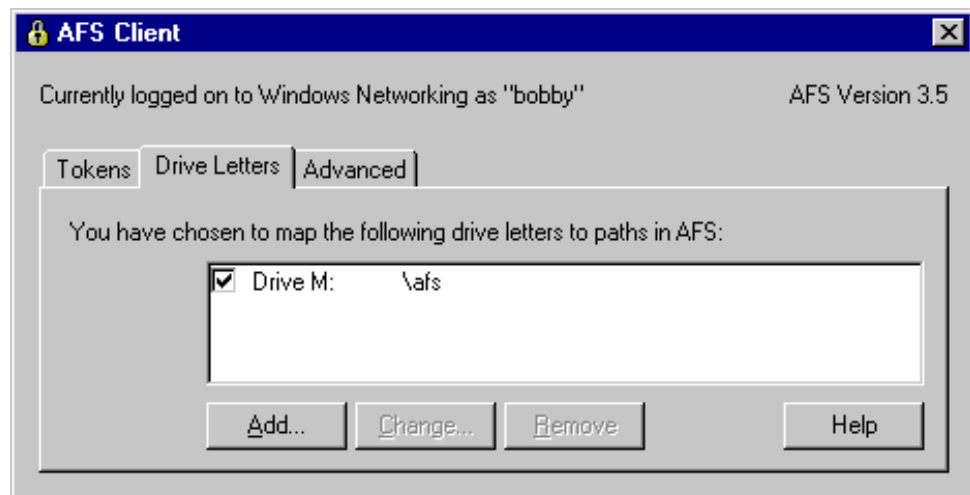 AFS Client
Currently logged on to Windows Networking as "bobby" AFS Version 3.5
Tokens Drive Letters Advanced
You have chosen to map the following drive letters to paths in AFS:
Drive M: \afs
Add... Change... Remove Help